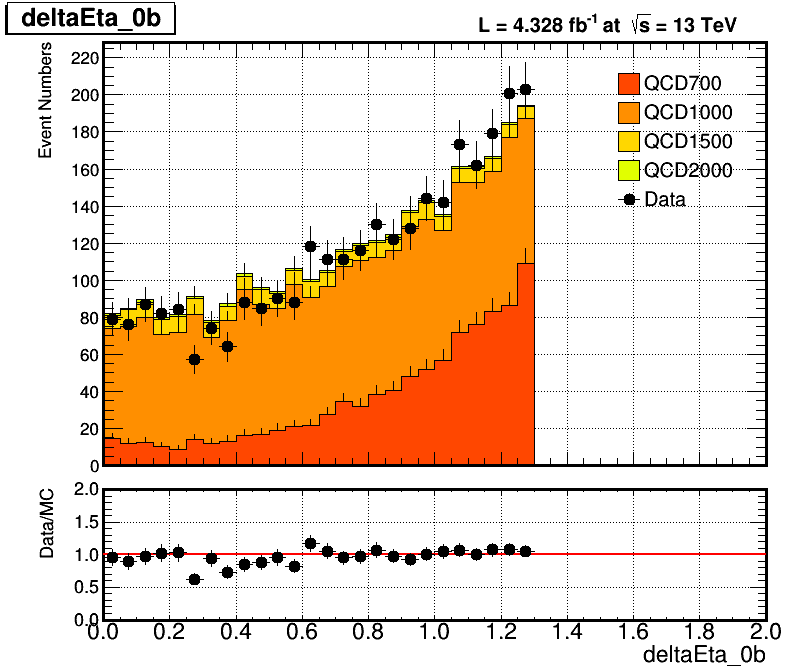 deltaEta_0b
L = 4.328 fb⁻¹ at √s = 13 TeV
Event Numbers
220
200
180
160
140
120
100
80
60
40
20
0
QCD700
QCD1000
QCD1500
QCD2000
Data
Data/MC
2.0
1.5
1.0
0.5
0.0
0.0 0.2 0.4 0.6 0.8 1.0 1.2 1.4 1.6 1.8 2.0
deltaEta_0b